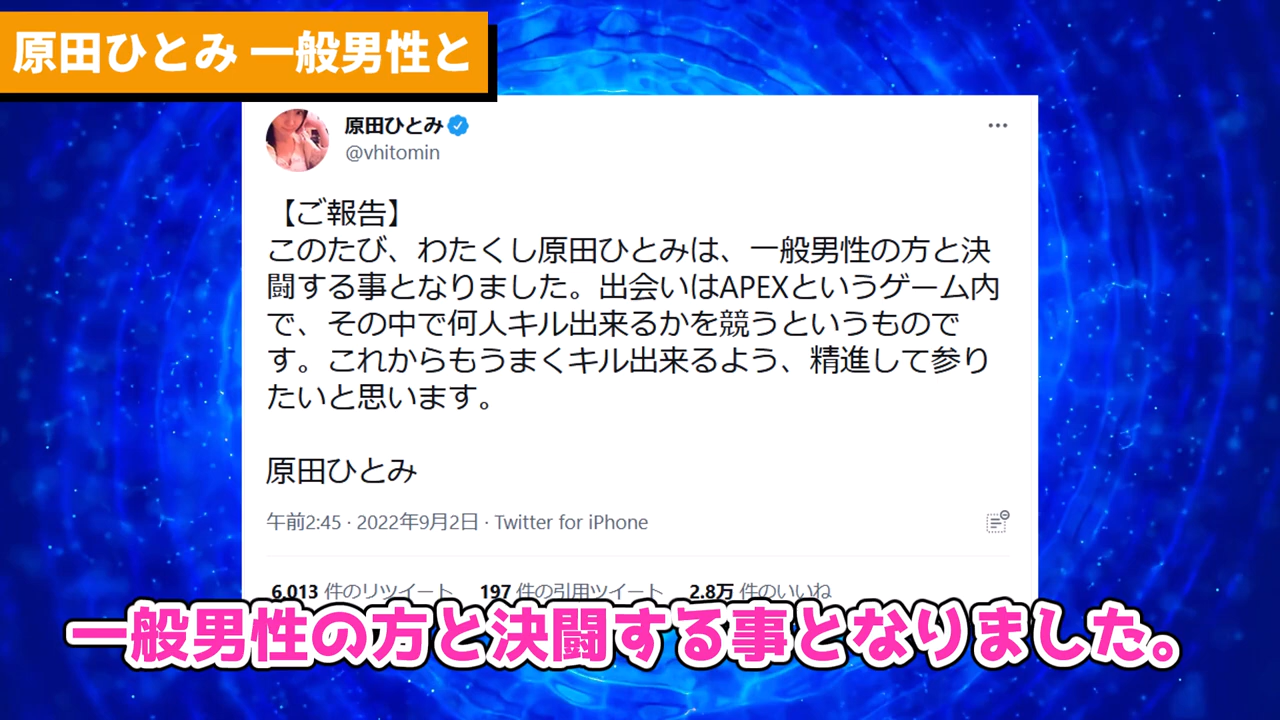 原田ひとみ 一般男性と
原田ひとみ
@vhitomin
【ご報告】
このたび、わたくし原田ひとみは、一般男性の方と決
闘する事となりました。出会いはAPEXというゲーム内
で、その中で何人キル出来るかを競うというもので
す。これからもうまくキル出来るよう、精進して参り
たいと思います。
原田ひとみ
午前2:45 · 2022年9月2日 · Twitter for iPhone
6,013 件のリツイート 197 件の引用ツイート 2.8万 件のいいね
一般男性の方と決闘する事となりました。